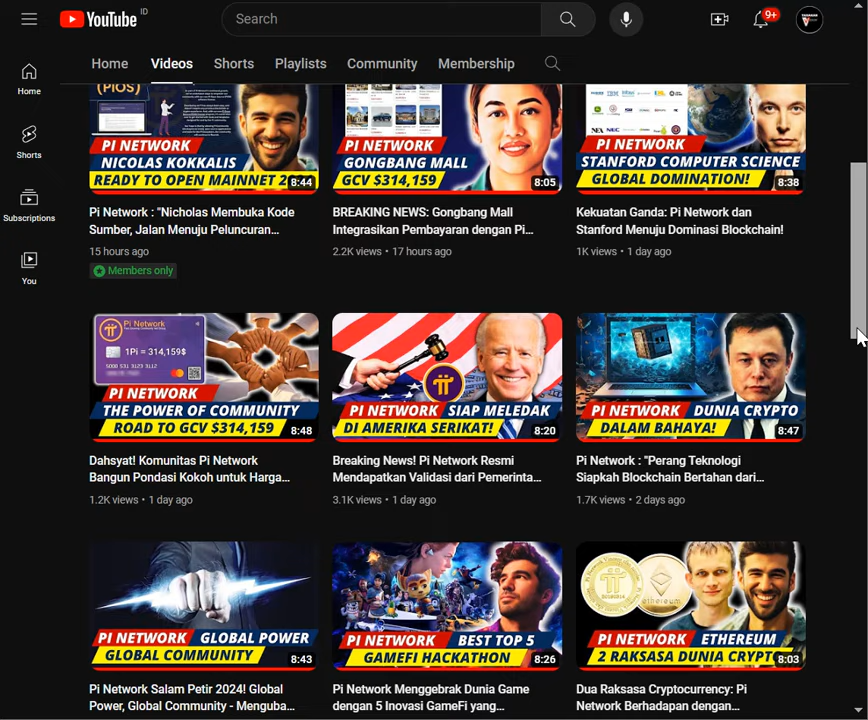 YouTube ID
Search
9+
Home
Videos
Shorts
Playlists
Community
Membership
Home
Shorts
Subscriptions
You
(PiOS)
PI NETWORK
NICOLAS KOKKALIS
READY TO OPEN MAINNET 2
8:44
PI NETWORK
GONGBANG MALL
GCV $314,159
8:05
NEC
PI NETWORK
STANFORD COMPUTER SCIENCE
GLOBAL DOMINATION!
8:38
Pi Network : "Nicholas Membuka Kode
Sumber, Jalan Menuju Peluncuran…
15 hours ago
Members only
BREAKING NEWS: Gongbang Mall
Integrasikan Pembayaran dengan Pi…
2.2K views • 17 hours ago
Kekuatan Ganda: Pi Network dan
Stanford Menuju Dominasi Blockchain!
1K views • 1 day ago
Pi Network
1Pi = 314,159$
PI NETWORK
THE POWER OF COMMUNITY
ROAD TO GCV $314,159
8:48
PI NETWORK SIAP MELEDAK
DI AMERIKA SERIKAT!
8:20
PI NETWORK DUNIA CRYPTO
DALAM BAHAYA!
8:47
Dahsyat! Komunitas Pi Network
Bangun Pondasi Kokoh untuk Harga…
1.2K views • 1 day ago
Breaking News! Pi Network Resmi
Mendapatkan Validasi dari Pemerinta…
3.1K views • 1 day ago
Pi Network : "Perang Teknologi
Siapkah Blockchain Bertahan dari…
1.7K views • 2 days ago
PI NETWORK GLOBAL POWER
GLOBAL COMMUNITY
8:43
PI NETWORK BEST TOP 5
GAMEFI HACKATHON
8:26
ethereum
PI NETWORK ETHEREUM
2 RAKSASA DUNIA CRYPT
8:03
Pi Network Salam Petir 2024! Global
Power, Global Community - Menguba…
Pi Network Menggebrak Dunia Game
dengan 5 Inovasi GameFi yang…
Dua Raksasa Cryptocurrency: Pi
Network Berhadapan dengan…